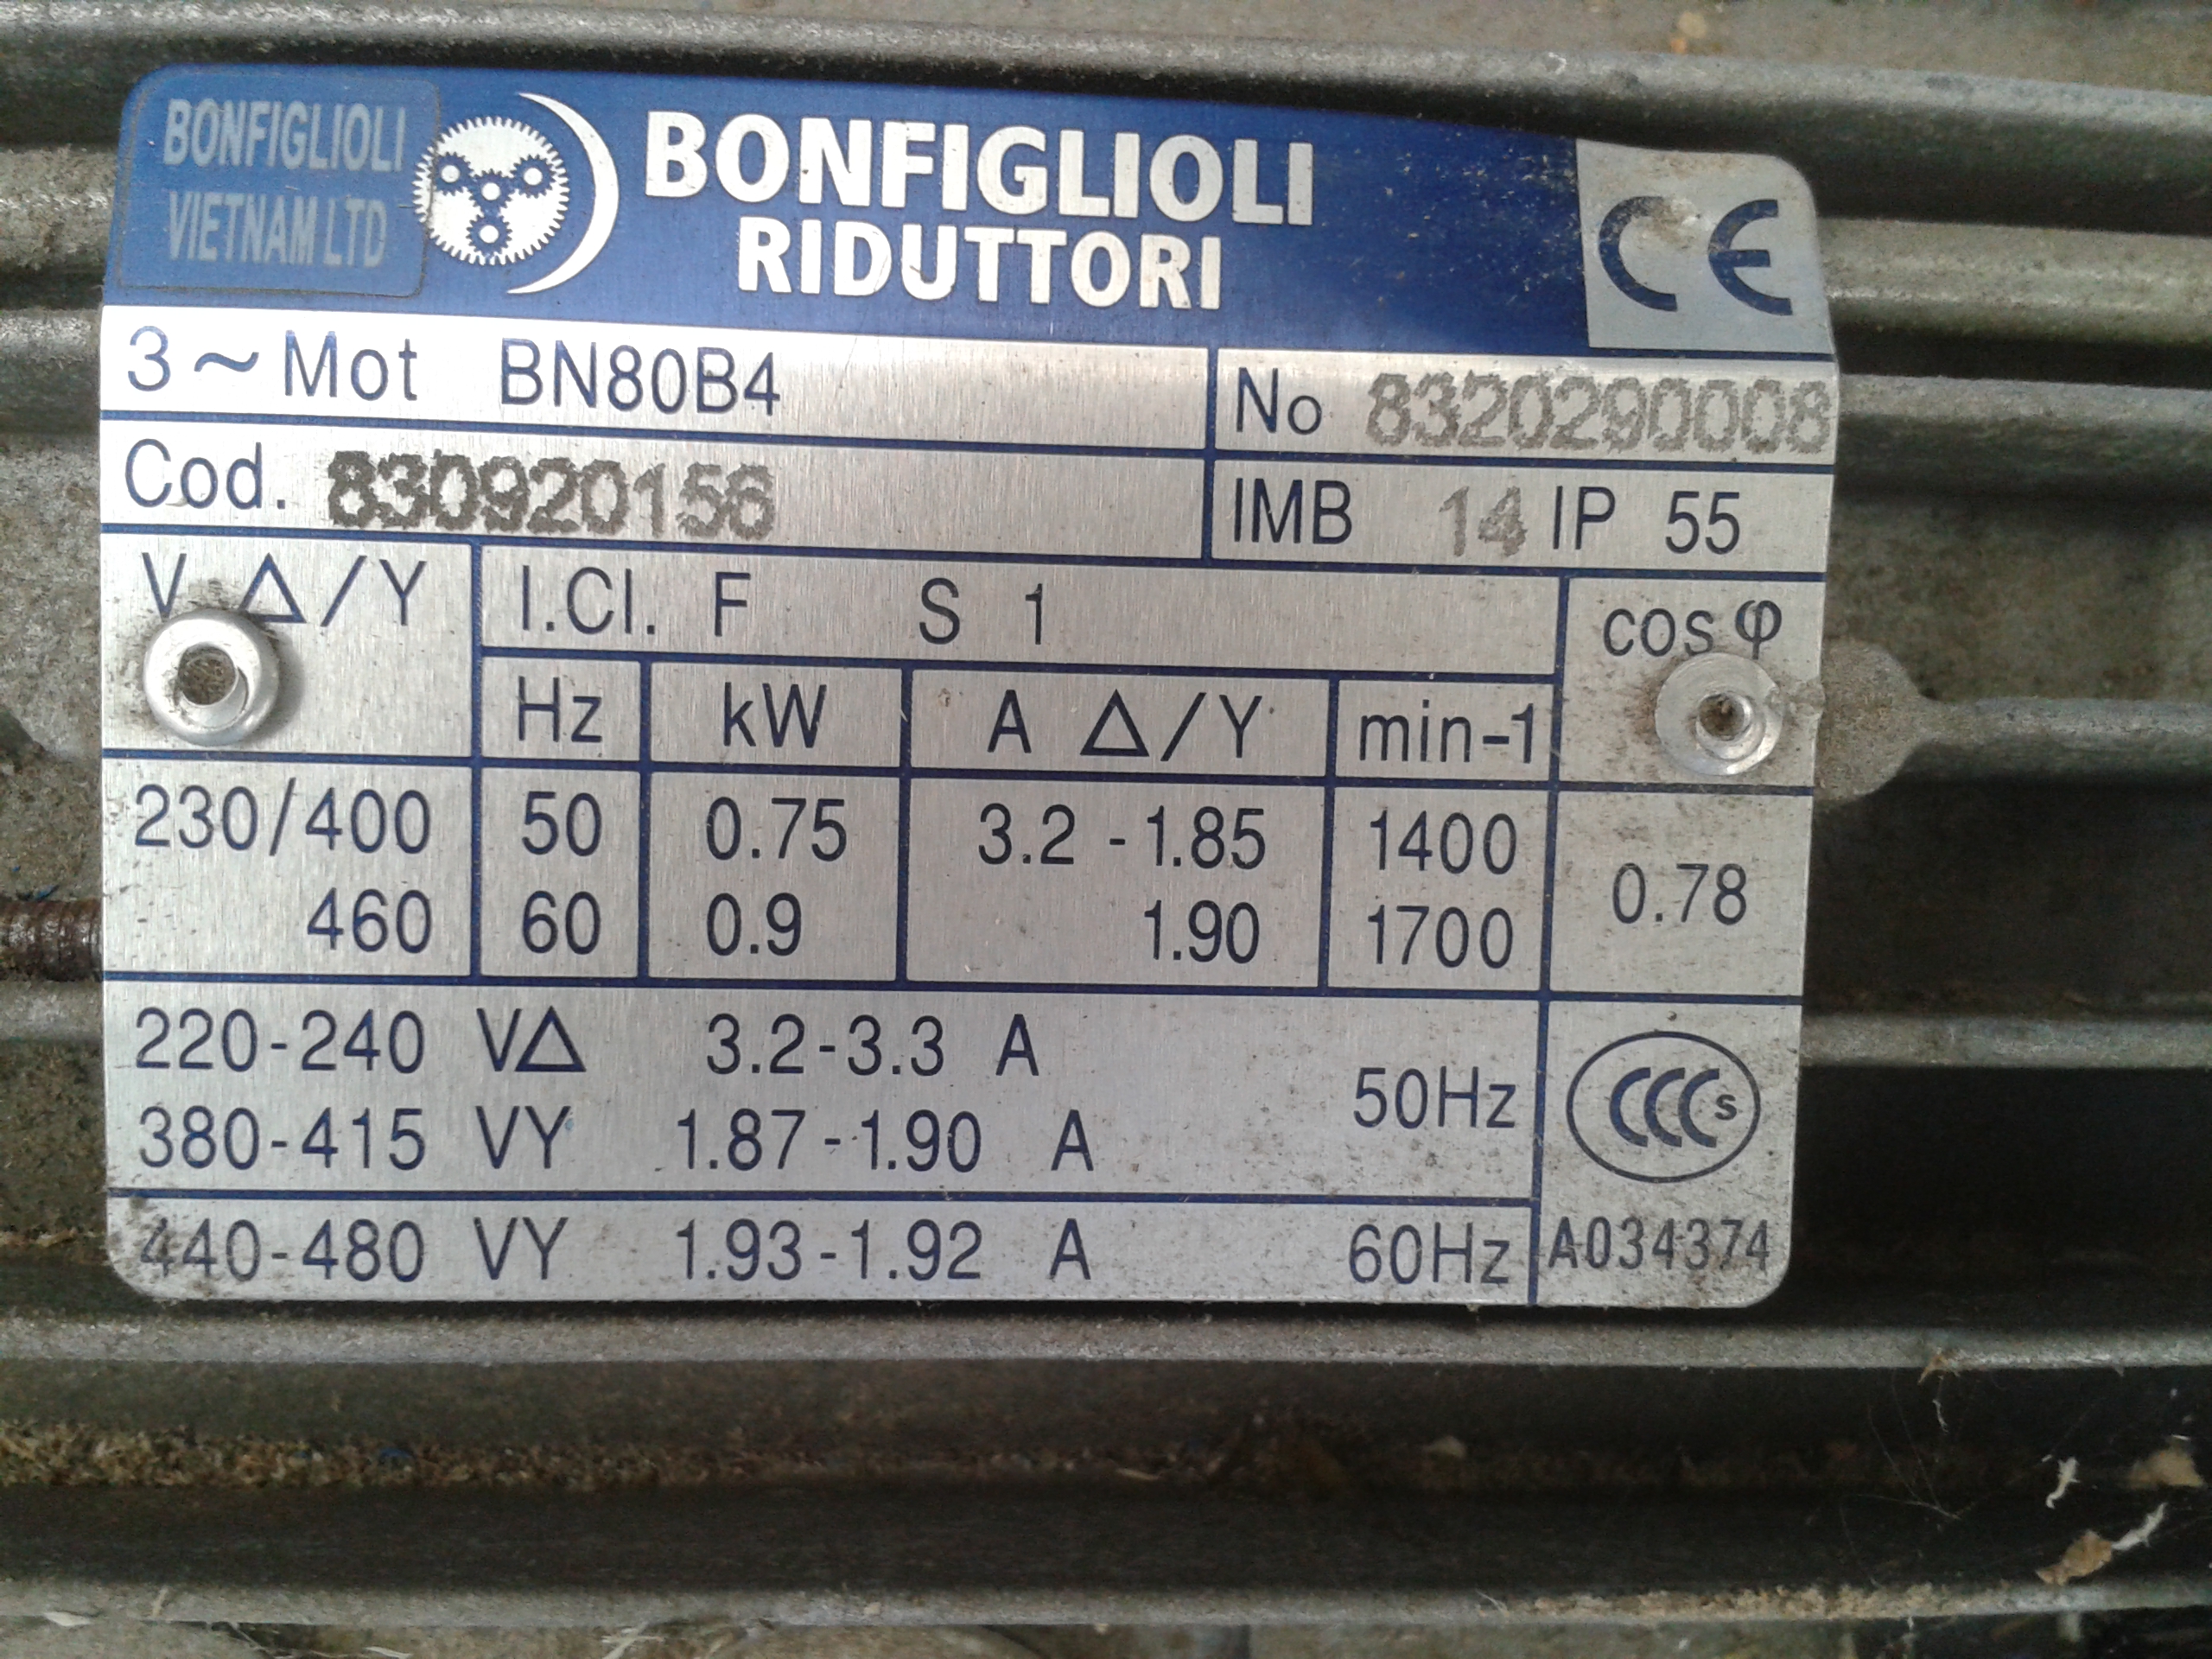 BONFIGLIOLI
VIETNAM LTD
BONFIGLIOLI
RIDUTTORI
CE
3~Mot BN80B4
No 8320290008
Cod. 830920156
IMB 14 IP 55
V Δ/Y
I.Cl. F S 1
cos φ
Hz kW A Δ/Y min-1
230/400 50 0.75 3.2 -1.85 1400
0.78
460 60 0.9 1.90 1700
220-240 VΔ 3.2-3.3 A
50Hz
380-415 VY 1.87-1.90 A
CCC S
440-480 VY 1.93-1.92 A 60Hz
A034374